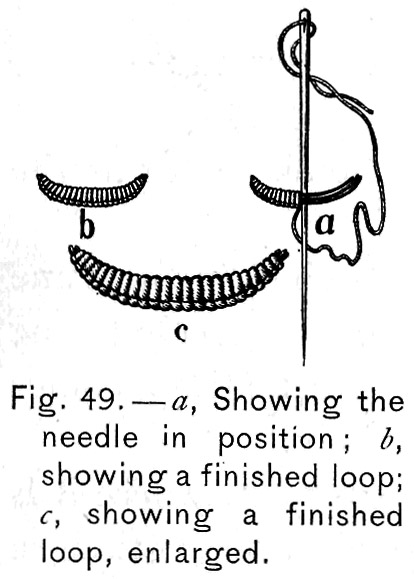 b
a
c
Fig. 49.—a, Showing the
needle in position; b,
showing a finished loop;
c, showing a finished
loop, enlarged.